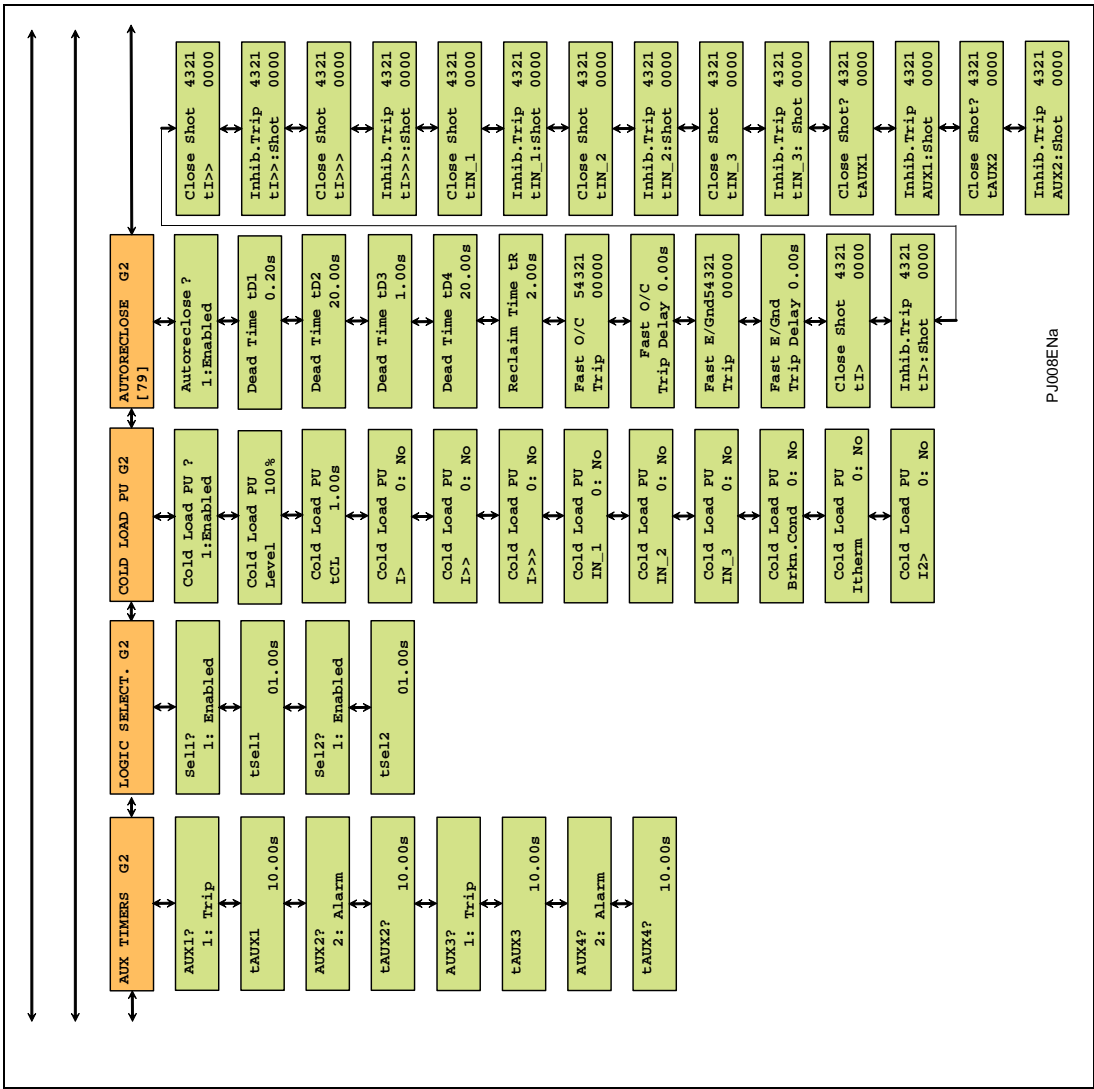 AUX TIMERS G2
AUX1?
1: Trip
tAUX1
10.00s
AUX2?
2: Alarm
tAUX2?
10.00s
AUX3?
1: Trip
tAUX3
10.00s
AUX4?
2: Alarm
tAUX4?
10.00s
LOGIC SELECT. G2
Sel1?
1: Enabled
tSel1
01.00s
Sel2?
1: Enabled
tSel2
01.00s
COLD LOAD PU G2
Cold Load PU ?
1:Enabled
Cold Load PU
Level 100%
Cold Load PU
tCL 1.00s
Cold Load PU
I> 0: No
Cold Load PU
I>> 0: No
Cold Load PU
I>>> 0: No
Cold Load PU
IN_1 0: No
Cold Load PU
IN_2 0: No
Cold Load PU
IN_3 0: No
Cold Load PU
Brkn.Cond 0: No
Cold Load PU
Itherm 0: No
Cold Load PU
I2> 0: No
AUTORECLOSE G2
[79]
Autoreclose ?
1:Enabled
Dead Time tD1
0.20s
Dead Time tD2
20.00s
Dead Time tD3
1.00s
Dead Time tD4
20.00s
Reclaim Time tR
2.00s
Fast O/C 54321
Trip 00000
Fast O/C
Trip Delay 0.00s
Fast E/Gnd54321
Trip 00000
Fast E/Gnd
Trip Delay 0.00s
Close Shot 4321
tI> 0000
Inhib.Trip 4321
tI>:Shot 0000
Close Shot 4321
tI>> 0000
Inhib.Trip 4321
tI>>:Shot 0000
Close Shot 4321
tI>>> 0000
Inhib.Trip 4321
tI>>>:Shot 0000
Close Shot 4321
tIN_1 0000
Inhib.Trip 4321
tIN_1:Shot 0000
Close Shot 4321
tIN_2 0000
Inhib.Trip 4321
tIN_2:Shot 0000
Close Shot 4321
tIN_3 0000
Inhib.Trip 4321
tIN_3: Shot 0000
Close Shot? 4321
tAUX1 0000
Inhib.Trip 4321
AUX1:Shot 0000
Close Shot? 4321
tAUX2 0000
Inhib.Trip 4321
AUX2:Shot 0000
PJ008ENa